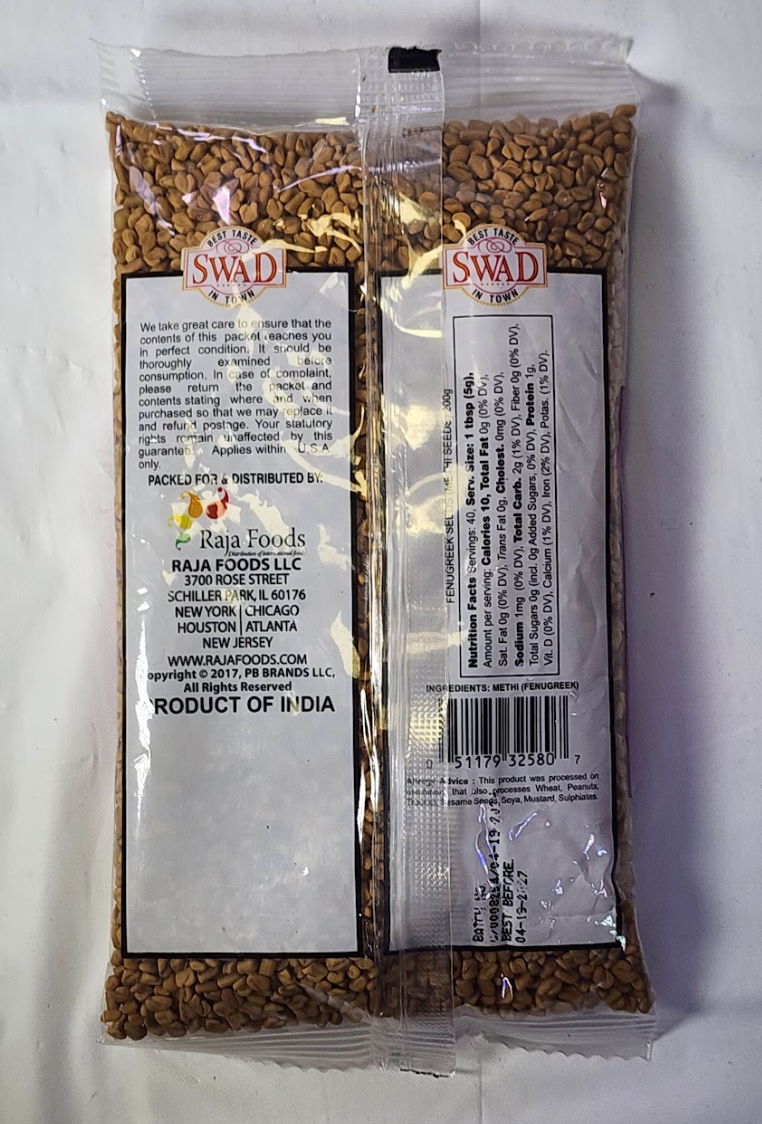 BEST TASTE
SWAD
IN TOWN
We take great care to ensure that the
contents of this packet reaches you
in perfect condition. It should be
thoroughly examined before
consumption. In case of complaint,
please return the packet and
contents stating where and when
purchased so that we may replace it
and refund postage. Your statutory
rights remain unaffected by this
guarantee. Applies within U.S.A
only.
PACKED FOR & DISTRIBUTED BY:
Raja Foods
Distribution of International food
RAJA FOODS LLC
3700 ROSE STREET
SCHILLER PARK, IL 60176
NEW YORK | CHICAGO
HOUSTON | ATLANTA
NEW JERSEY
WWW.RAJAFOODS.COM
opyright © 2017, PB BRANDS LLC,
All Rights Reserved
RODUCT OF INDIA
BEST TASTE
SWAD
IN TOWN
FENUGREEK 200g
Nutrition Facts Servings: 40, Serv. Size: 1 tbsp (5g),
Amount per serving: Calories 10, Total Fat 0g (0% DV),
Sat. Fat 0g (0% DV), Trans Fat 0g, Cholest. 0mg (0% DV),
Sodium 1mg (0% DV), Total Carb. 2g (1% DV), Fiber 0g (0% DV),
Total Sugars 0g (incl. 0g Added Sugars, 0% DV), Protein 1g,
Vit. D (0% DV), Calcium (1% DV), Iron (2% DV), Potas. (1% DV).
INGREDIENTS: METHI (FENUGREEK)
0 51179 32580 7
Advice : This product was processed on
that also processes Wheat, Peanuts,
Sesame Seeds, Soya, Mustard, Sulphiates.
BATCH
BEST BEFORE